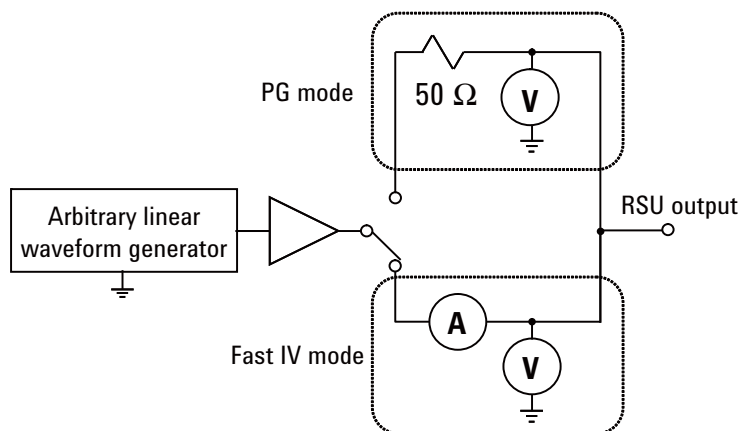 PG mode
50 Ω
V
Arbitrary linear
waveform generator
RSU output
A
Fast IV mode
V